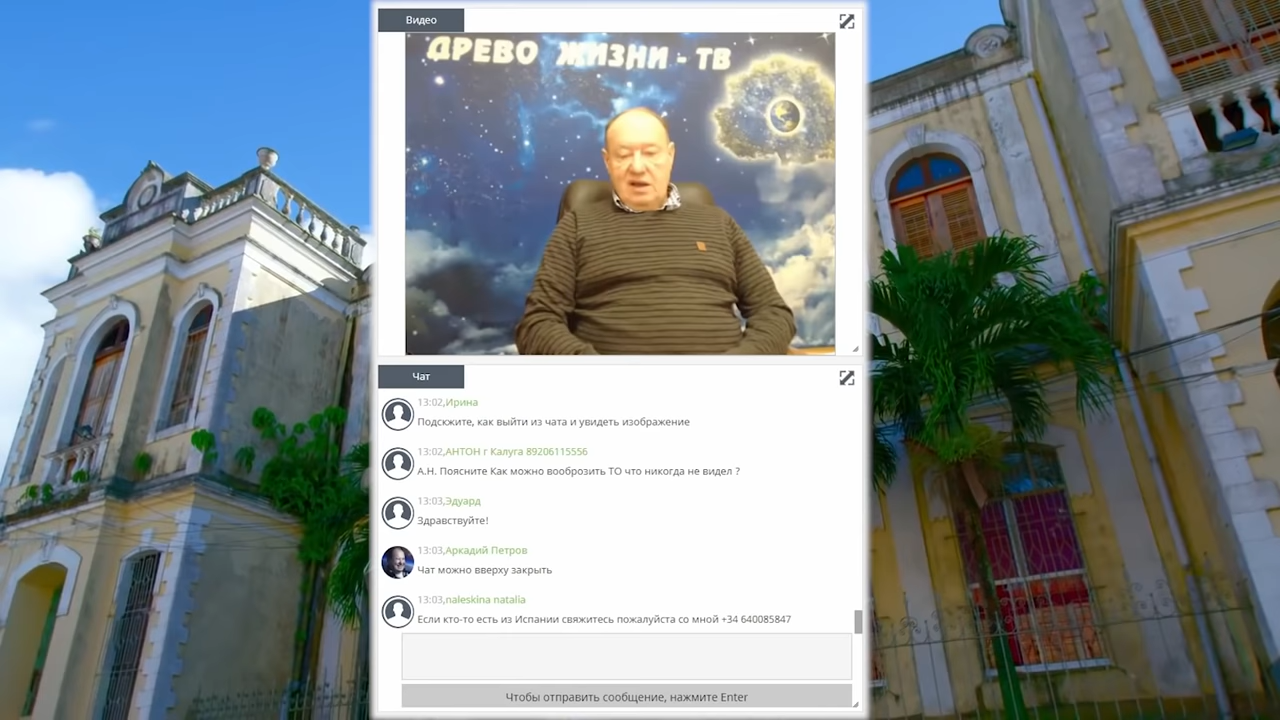 Видео
ДРЕВО ЖИЗНИ - ТВ
Чат
13:02,Ирина
Подскжите, как выйти из чата и увидеть изображение
13:02,АНТОН г Калуга 89206115556
А.Н. Поясните Как можно вооброзить ТО что никогда не видел ?
13:03,Эдуард
Здравствуйте!
13:03,Аркадий Петров
Чат можно вверху закрыть
13:03,naleskina natalia
Если кто-то есть из Испании свяжитесь пожалуйста со мной +34 640085847
Чтобы отправить сообщение, нажмите Enter